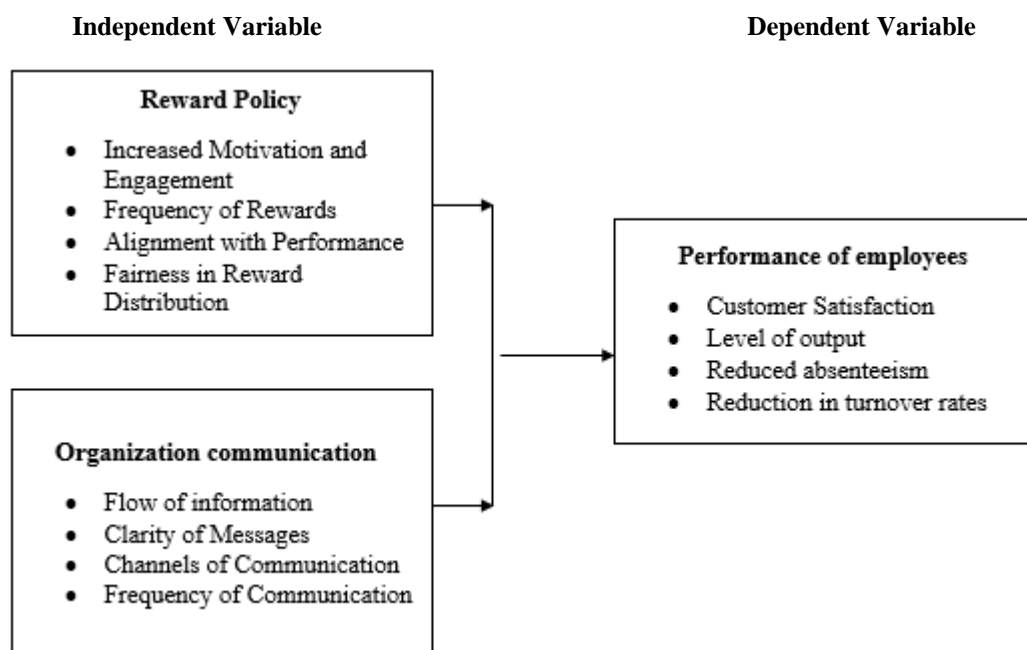 Independent Variable
Dependent Variable
Reward Policy
● Increased Motivation and
Engagement
● Frequency of Rewards
● Alignment with Performance
● Fairness in Reward
Distribution
Organization communication
● Flow of information
● Clarity of Messages
● Channels of Communication
● Frequency of Communication
Performance of employees
● Customer Satisfaction
● Level of output
● Reduced absenteeism
● Reduction in turnover rates